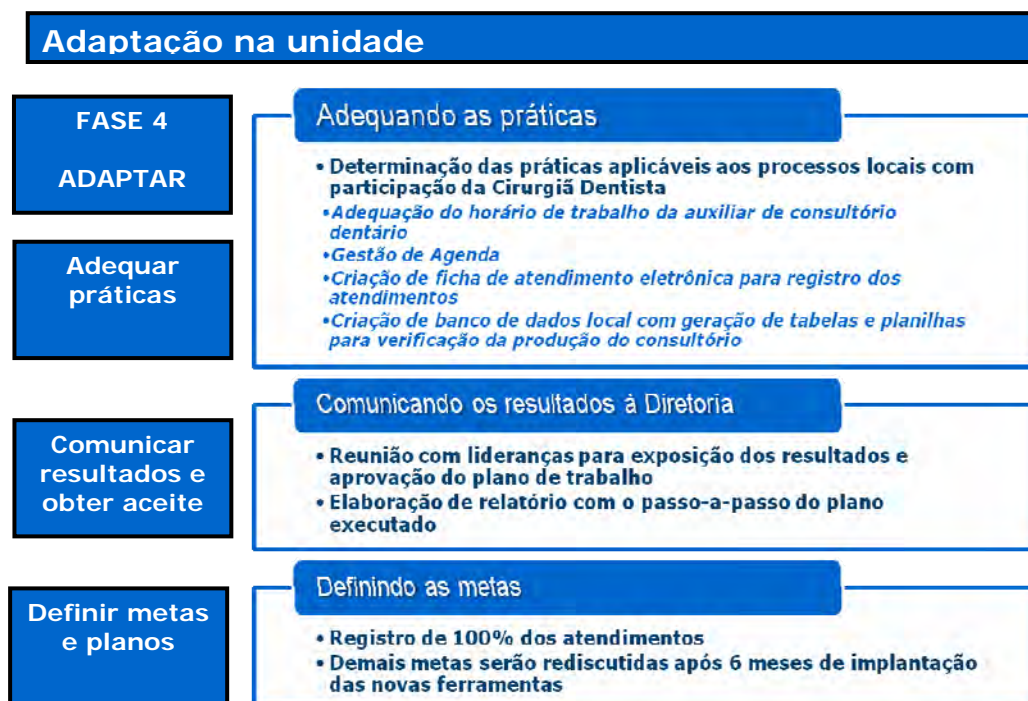 Adaptação na unidade
FASE 4
ADAPTAR
Adequando as práticas
• Determinação das práticas aplicáveis aos processos locais com
participação da Cirurgiã Dentista
•Adequação do horário de trabalho da auxiliar de consultório
dentário
•Gestão de Agenda
•Criação de ficha de atendimento eletrônica para registro dos
atendimentos
•Criação de banco de dados local com geração de tabelas e planilhas
para verificação da produção do consultório
Adequar
práticas
Comunicando os resultados à Diretoria
• Reunião com lideranças para exposição dos resultados e
aprovação do plano de trabalho
• Elaboração de relatório com o passo-a-passo do plano
executado
Comunicar
resultados e
obter aceite
Definindo as metas
• Registro de 100% dos atendimentos
• Demais metas serão rediscutidas após 6 meses de implantação
das novas ferramentas
Definir metas
e planos